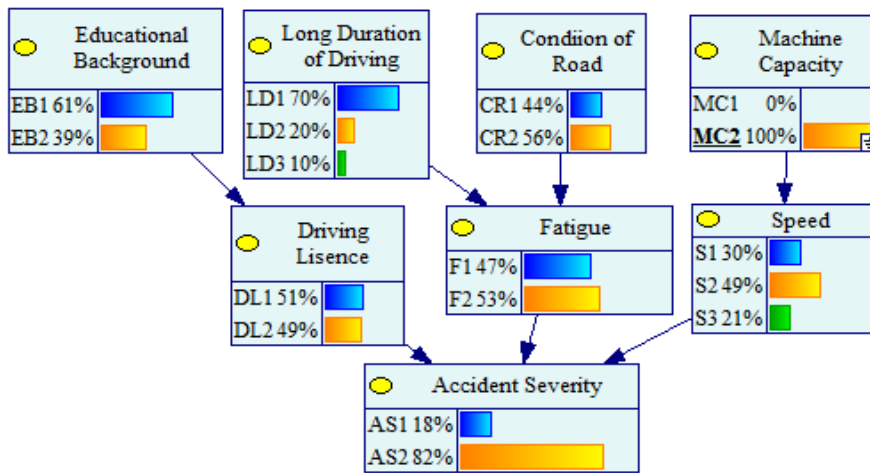 Educational
Background
EB1 61%
EB2 39%
Long Duration
of Driving
LD1 70%
LD2 20%
LD3 10%
Condiion of
Road
CR1 44%
CR2 56%
Machine
Capacity
MC1 0%
MC2 100%
Driving
Lisence
DL1 51%
DL2 49%
Fatigue
F1 47%
F2 53%
Speed
S1 30%
S2 49%
S3 21%
Accident Severity
AS1 18%
AS2 82%